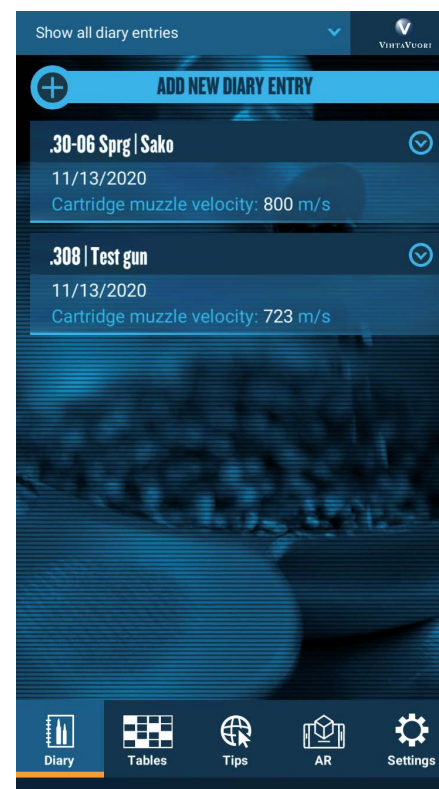 Show all diary entries
VIHTAVUORI
ADD NEW DIARY ENTRY
.30-06 Sprg | Sako
11/13/2020
Cartridge muzzle velocity: 800 m/s
.308 | Test gun
11/13/2020
Cartridge muzzle velocity: 723 m/s
Diary
Tables
Tips
AR
Settings